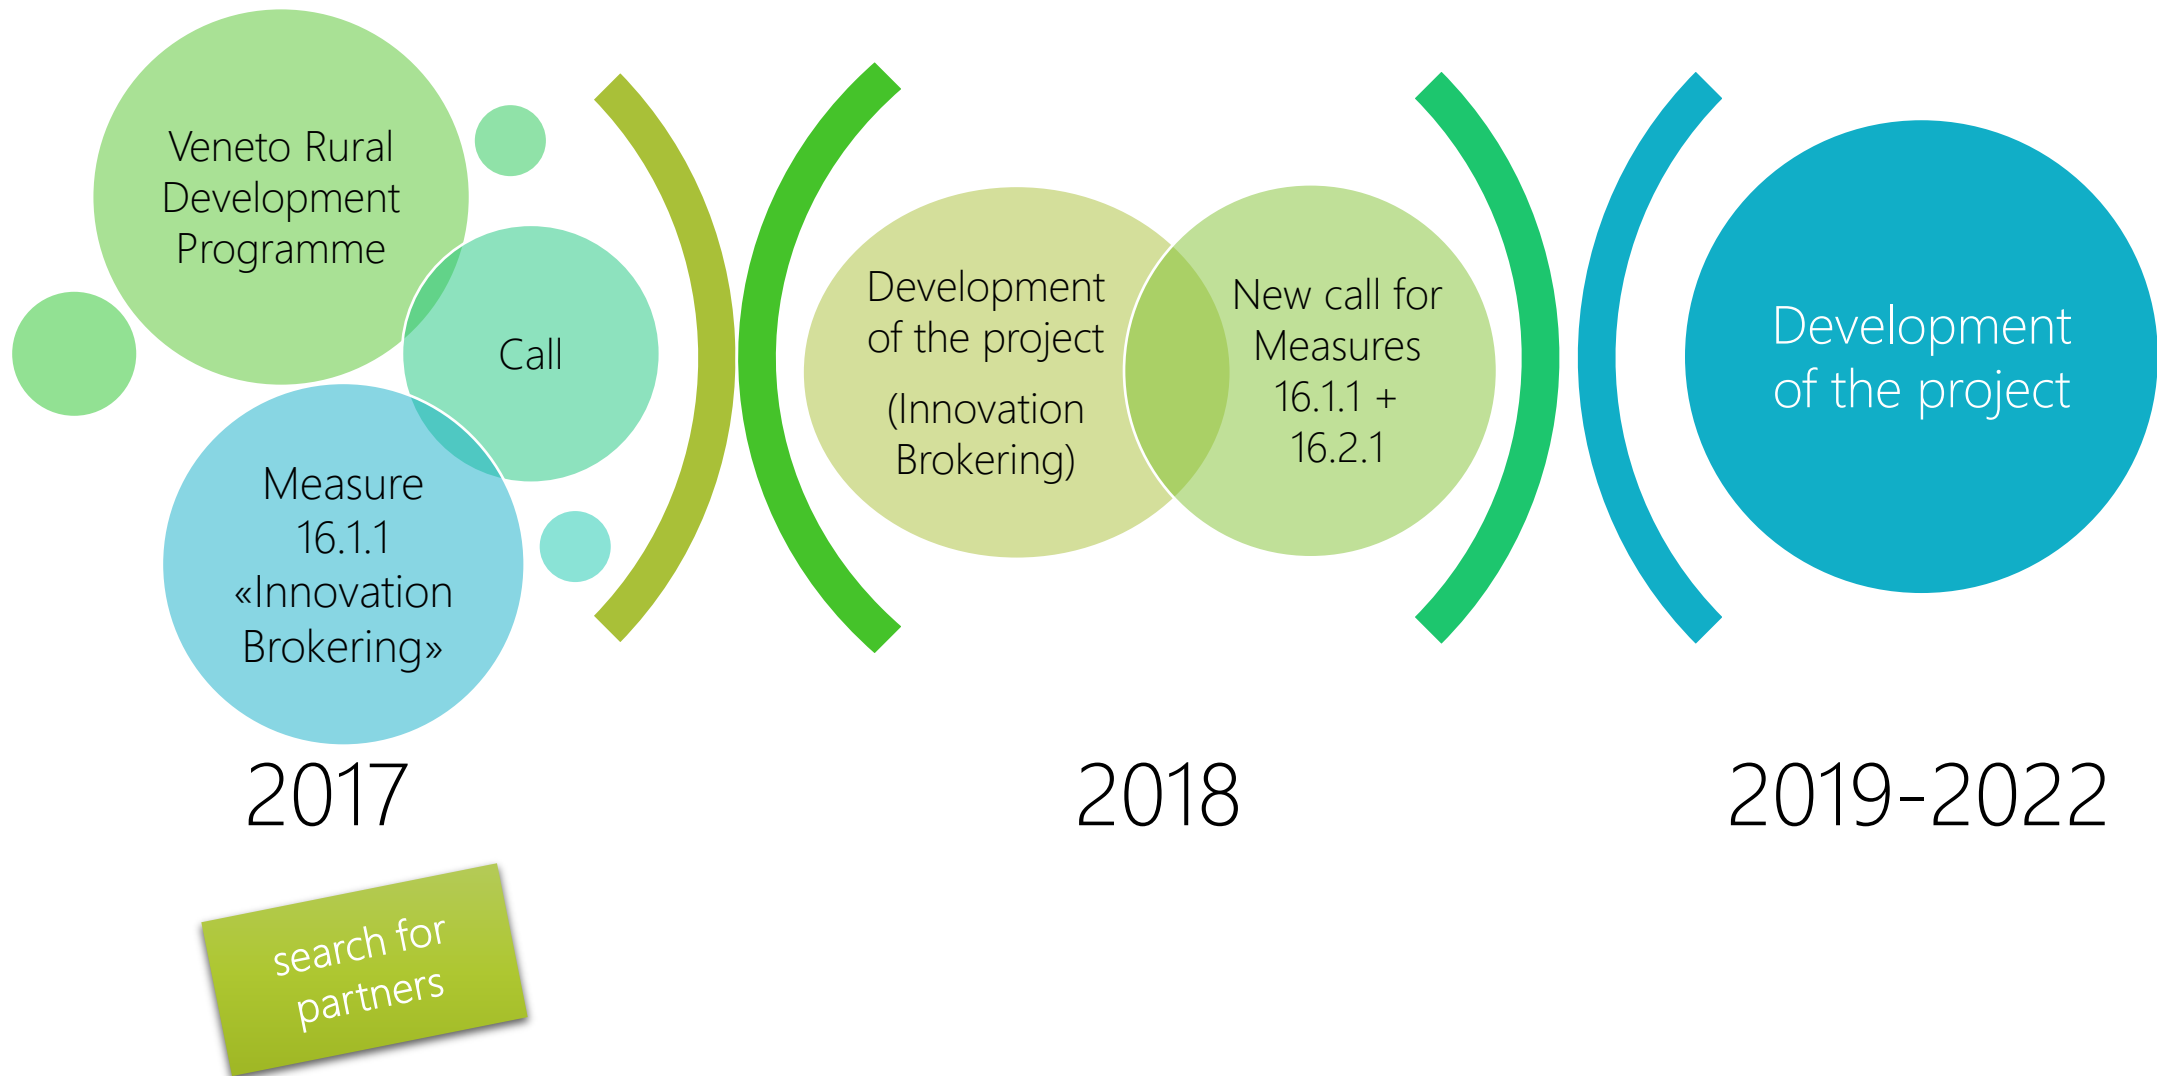 Veneto Rural
Development
Programme
Call
Measure
16.1.1
«Innovation
Brokering»
2017
search for
partners
Development
of the project
(Innovation
Brokering)
New call for
Measures
16.1.1 +
16.2.1
2018
Development
of the project
2019-2022